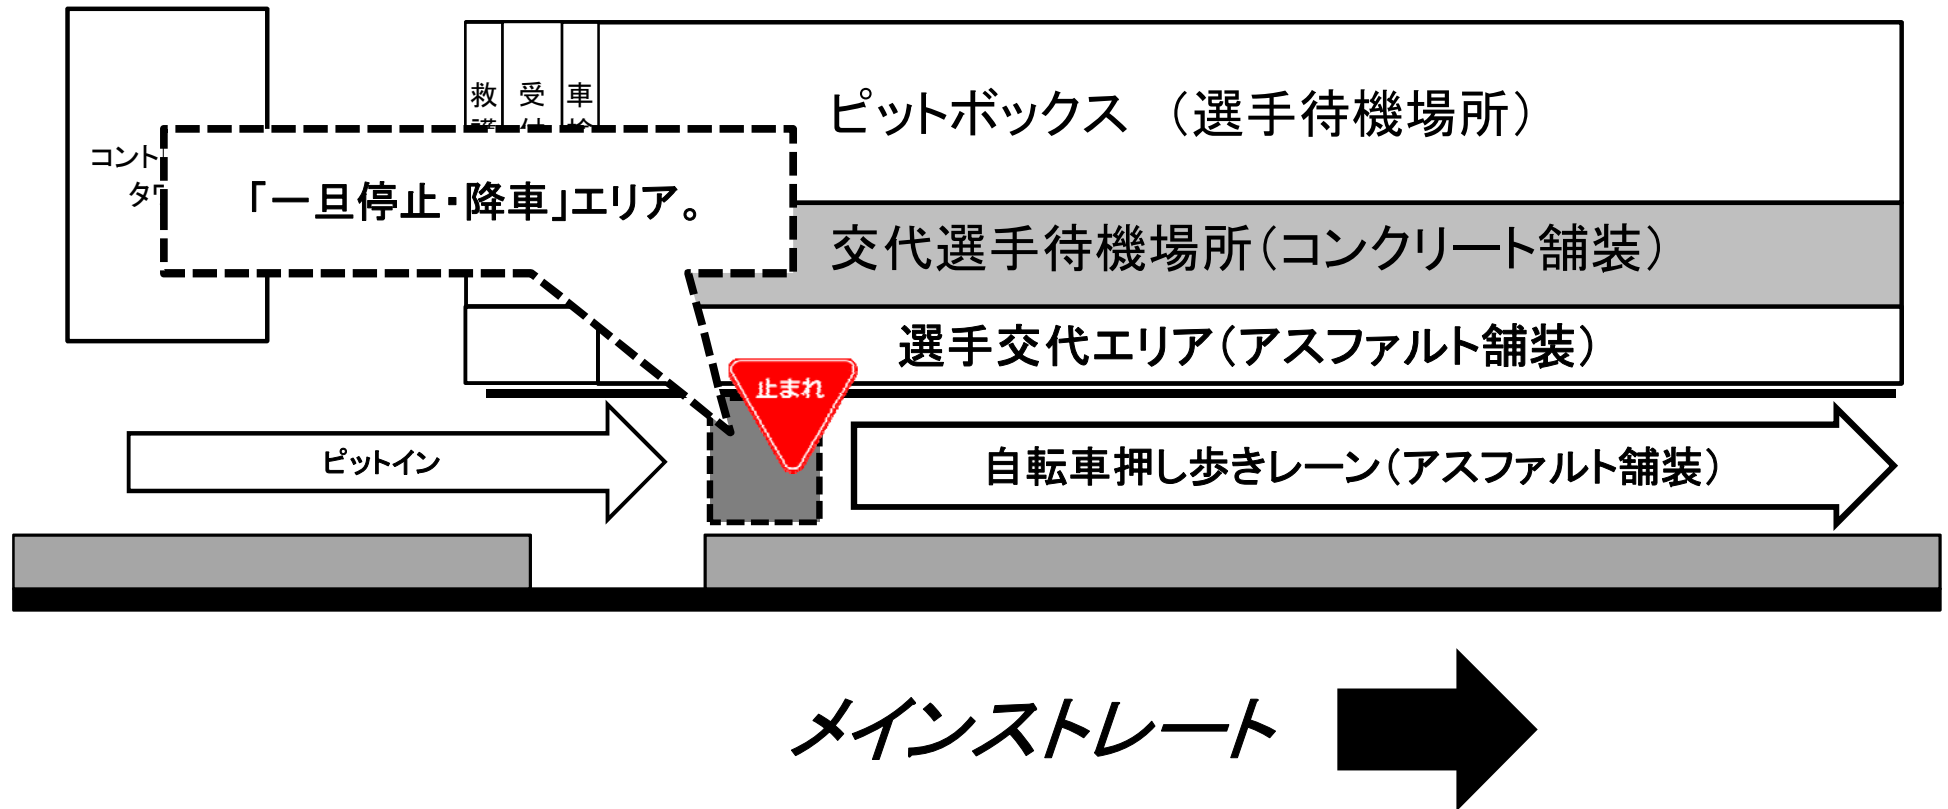 救 受 車
ピットボックス （選手待機場所）
コント
タ
「一旦停止・降車」エリア。
交代選手待機場所（コンクリート舗装）
選手交代エリア（アスファルト舗装）
止まれ
ピットイン
自転車押し歩きレーン（アスファルト舗装）
メインストレート